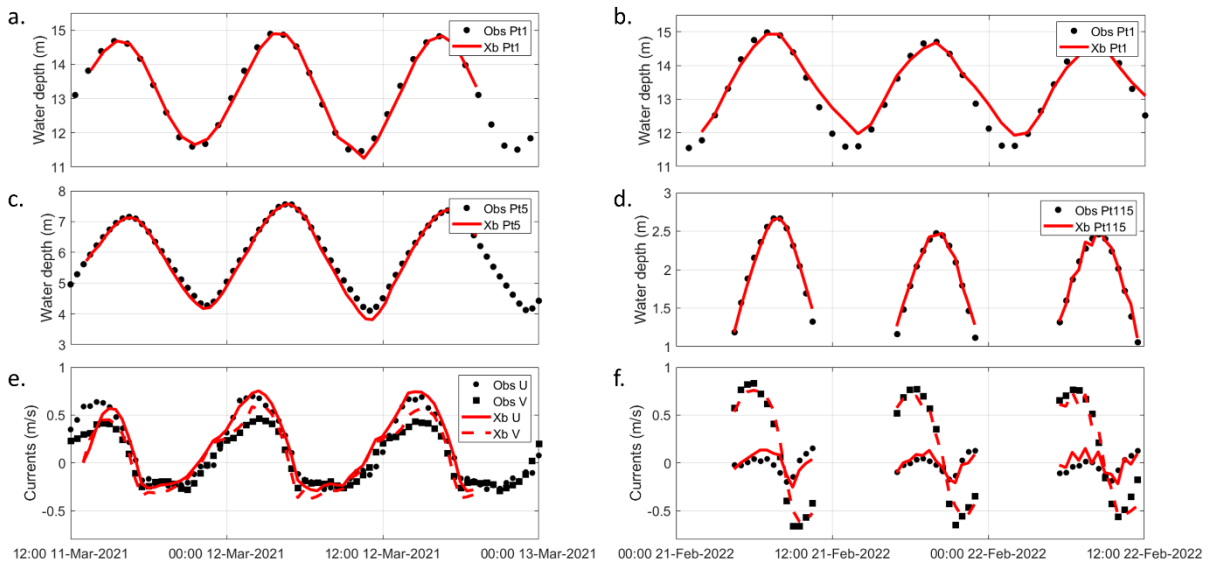 a.
Water depth (m)
15
14
13
12
11
Obs Pt1
Xb Pt1
b.
Water depth (m)
15
14
13
12
11
Obs Pt1
Xb Pt1
c.
Water depth (m)
8
7
6
5
4
3
Obs Pt5
Xb Pt5
d.
Water depth (m)
3
2.5
2
1.5
1
Obs Pt115
Xb Pt115
e.
Currents (m/s)
1
0.5
0
-0.5
Obs U
Obs V
Xb U
Xb V
12:00 11-Mar-2021
00:00 12-Mar-2021
12:00 12-Mar-2021
00:00 13-Mar-2021
f.
Currents (m/s)
1
0.5
0
-0.5
00:00 21-Feb-2022
12:00 21-Feb-2022
00:00 22-Feb-2022
12:00 22-Feb-2022